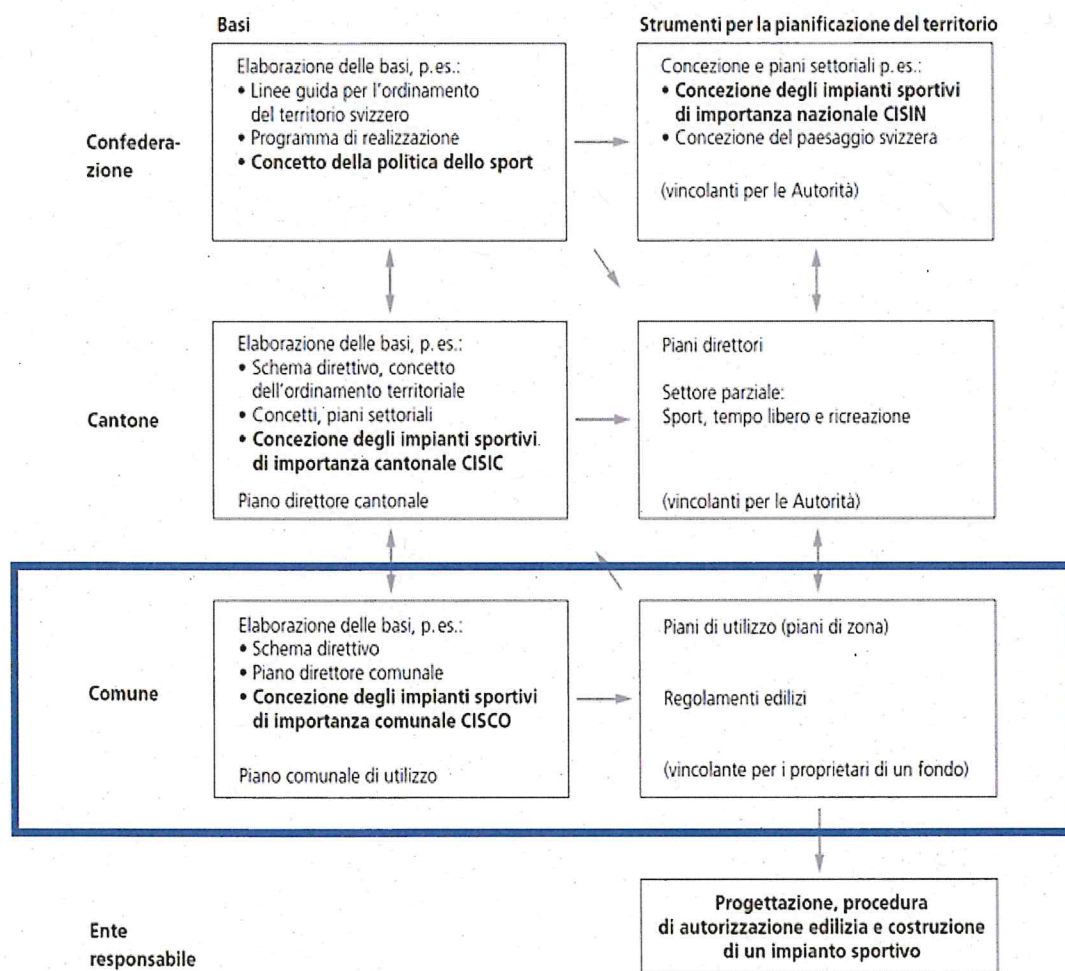 Basi
Strumenti per la pianificazione del territorio
Confedera-
zione
Elaborazione delle basi, p. es.:
• Linee guida per l'ordinamento
del territorio svizzero
• Programma di realizzazione
• Concetto della politica dello sport
Concezione e piani settoriali p. es.:
• Concezione degli impianti sportivi
di importanza nazionale CISIN
• Concezione del paesaggio svizzera
(vincolanti per le Autorità)
Cantone
Elaborazione delle basi, p. es.:
• Schema direttivo, concetto
dell'ordinamento territoriale
• Concetti, piani settoriali
• Concezione degli impianti sportivi
di importanza cantonale CISIC
Piano direttore cantonale
Piani direttori
Settore parziale:
Sport, tempo libero e ricreazione
(vincolanti per le Autorità)
Comune
Elaborazione delle basi, p. es.:
• Schema direttivo
• Piano direttore comunale
• Concezione degli impianti sportivi
di importanza comunale CISCO
Piano comunale di utilizzo
Piani di utilizzo (piani di zona)
Regolamenti edilizi
(vincolante per i proprietari di un fondo)
Ente
responsabile
Progettazione, procedura
di autorizzazione edilizia e costruzione
di un impianto sportivo